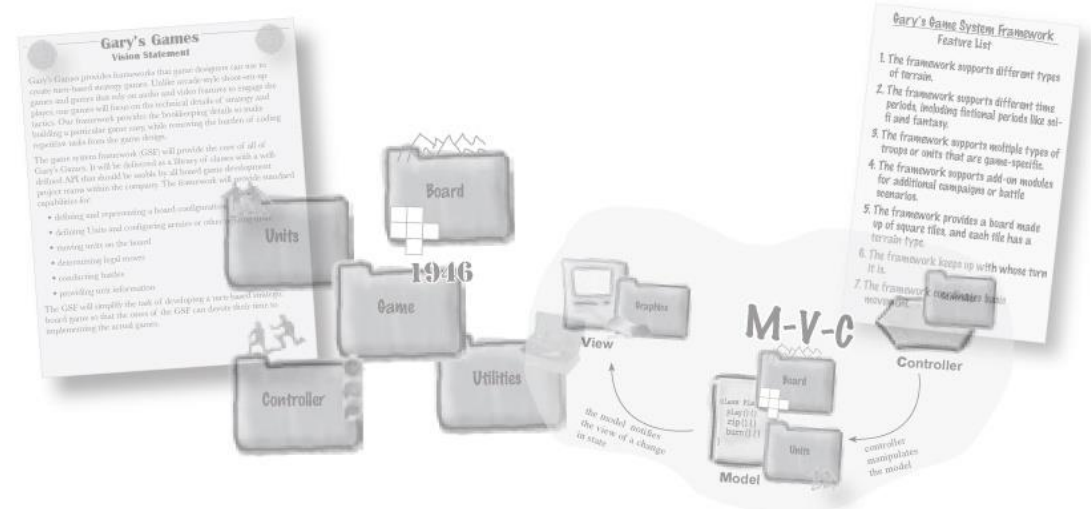 Gary's Games
Vision Statement
Gary's Games provides frameworks that game designers can use to
create turn-based strategy games. Unlike arcade-style shoot-'em-up
games and games that rely on audio and video features to engage the
player, our games will focus on the technical details of strategy and
tactics. Our framework provides the bookkeeping details to make
building a particular game easy, while removing the burden of coding
repetitive tasks from the game design.
The game system framework (GSF) will provide the core of all of
Gary's Games. It will be delivered as a library of classes with a well-
defined API that should be usable by all board game development
project teams within the company. The framework will provide standard
capabilities for:
• defining and representing a board configuration
• defining Units and configuring armies or other
• moving units on the board
• determining legal moves
• conducting battles
• providing unit information
The GSF will simplify the task of developing a turn-based strategic
board game so that the users of the GSF can devote their time to
implementing the actual games.
Units
Board
1946
Game
Controller
Utilities
Graphics
View
the model notifies
the view of a change
in state
M-V-C
Board
class Pla
play(){}
zip(){}
burn(){}
}
Units
Model
Controller
controller
manipulates
the model
Gary's Game System Framework
Feature List
1. The framework supports different types
of terrain.
2. The framework supports different time
periods, including fictional periods like sci-
fi and fantasy.
3. The framework supports multiple types of
troops or units that are game-specific.
4. The framework supports add-on modules
for additional campaigns or battle
scenarios.
5. The framework provides a board made
up of square tiles, and each tile has a
terrain type.
6. The framework keeps up with whose turn
it is.
7. The framework coordinates basic
movement.